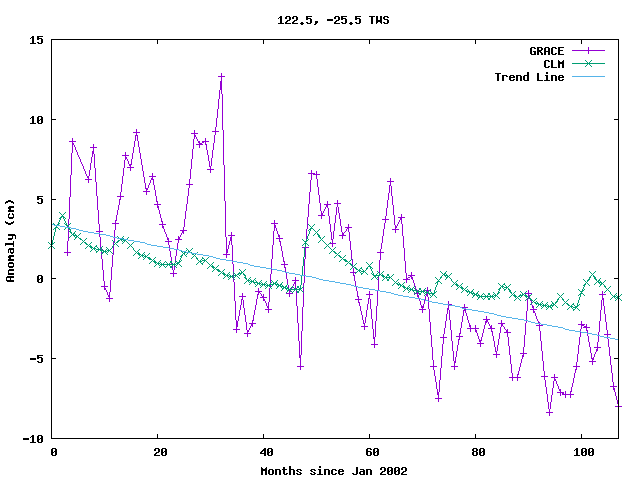 122.5, -25.5 TWS
GRACE
CLM
Trend Line
15
10
5
0
-5
-10
Anomaly (cm)
0 20 40 60 80 100
Months since Jan 2002